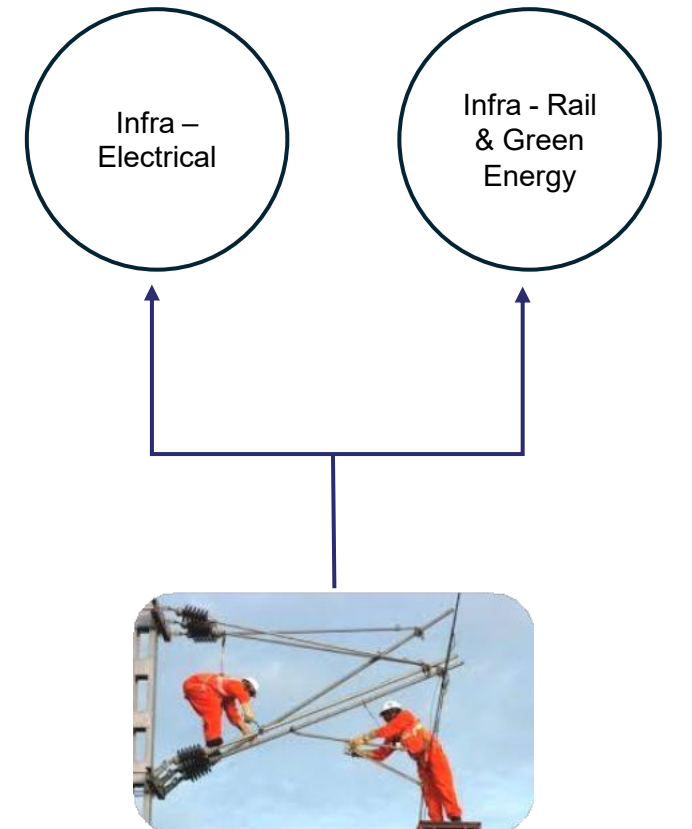 Infra –
Electrical
Infra - Rail
& Green
Energy